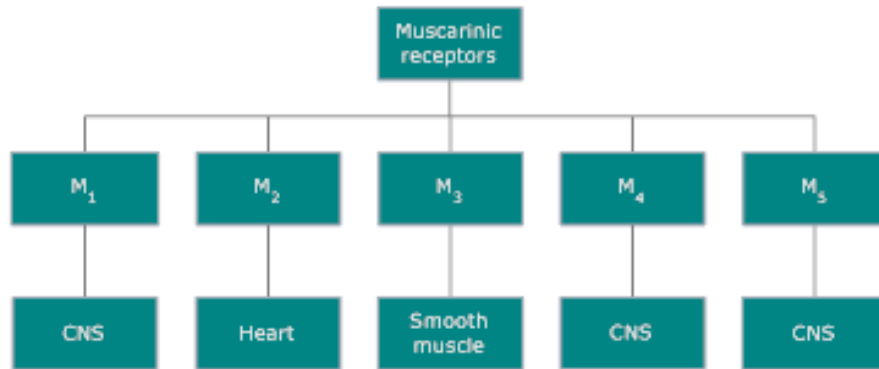 Muscarinic
receptors
M₁
M₂
M₃
M₄
M₅
CNS
Heart
Smooth
muscle
CNS
CNS